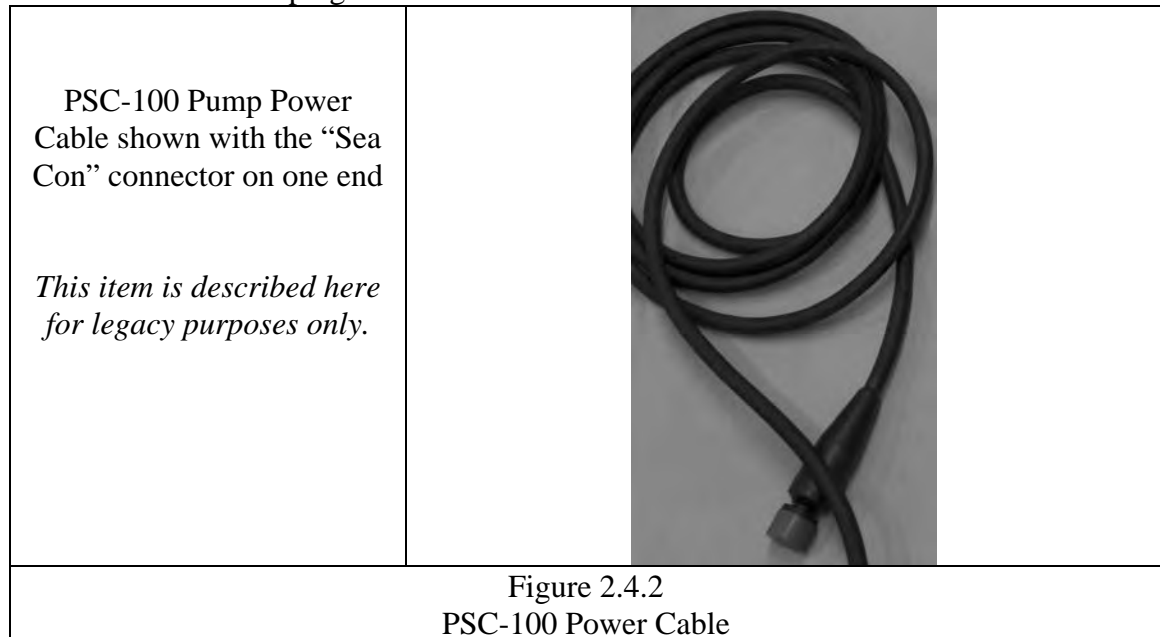 PSC-100 Pump Power
Cable shown with the “Sea
Con” connector on one end
This item is described here
for legacy purposes only.
Figure 2.4.2
PSC-100 Power Cable